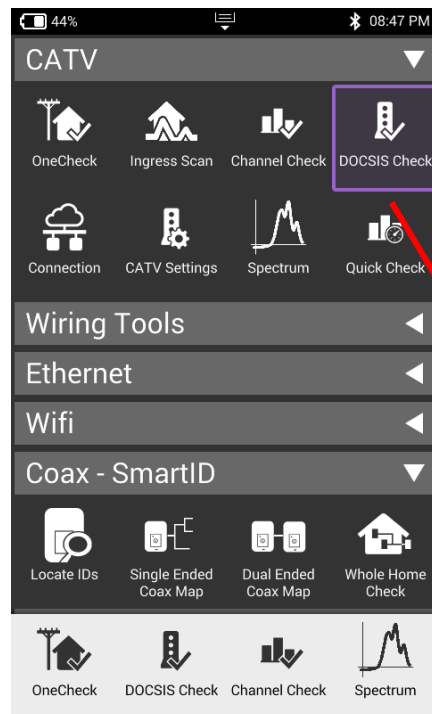 44% 08:47 PM
CATV
OneCheck Ingress Scan Channel Check DOCSIS Check
Connection CATV Settings Spectrum Quick Check
Wiring Tools
Ethernet
Wifi
Coax - SmartID
Locate IDs Single Ended Coax Map Dual Ended Coax Map Whole Home Check
OneCheck DOCSIS Check Channel Check Spectrum